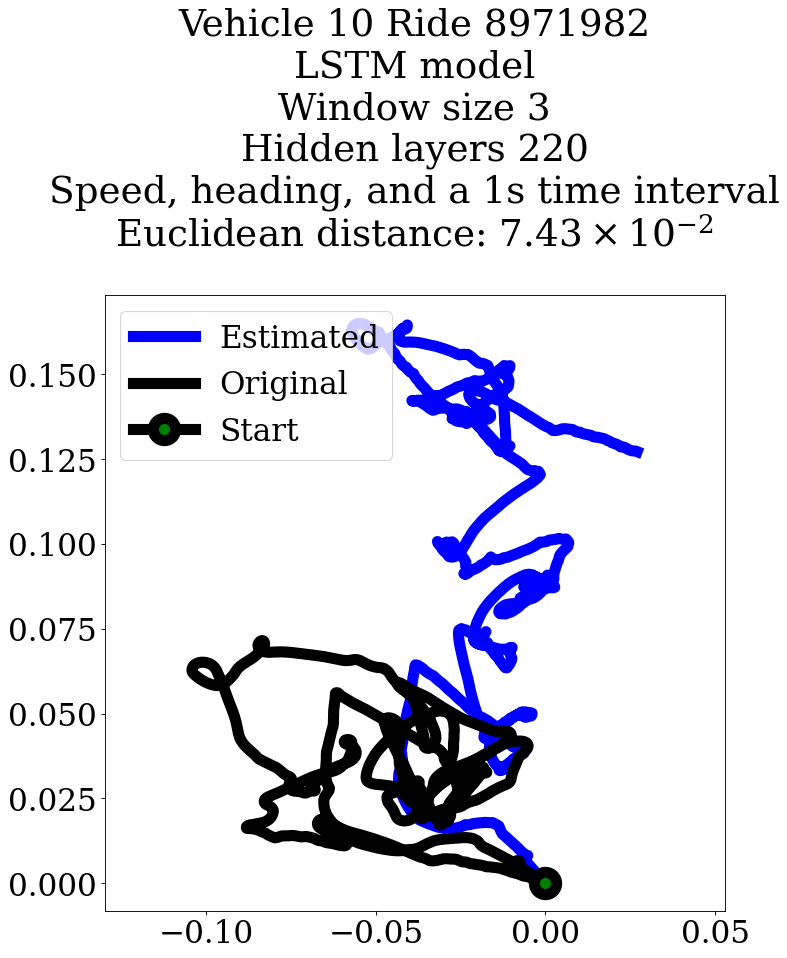 Vehicle 10 Ride 8971982
LSTM model
Window size 3
Hidden layers 220
Speed, heading, and a 1s time interval
Euclidean distance: 7.43 × 10⁻²
Estimated
Original
Start
0.150
0.125
0.100
0.075
0.050
0.025
0.000
−0.10 −0.05 0.00 0.05